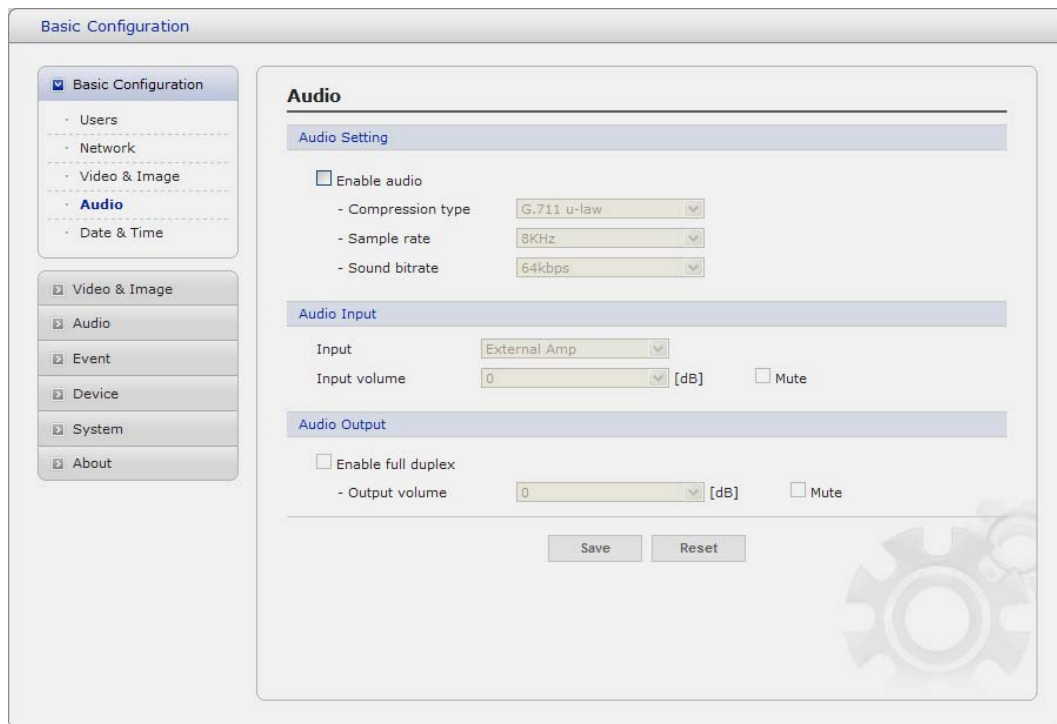 Basic Configuration
Basic Configuration
· Users
· Network
· Video & Image
· Audio
· Date & Time
Video & Image
Audio
Event
Device
System
About
Audio
Audio Setting
Enable audio
- Compression type G.711 u-law
- Sample rate 8KHz
- Sound bitrate 64kbps
Audio Input
Input External Amp
Input volume 0 [dB] Mute
Audio Output
Enable full duplex
- Output volume 0 [dB] Mute
Save Reset